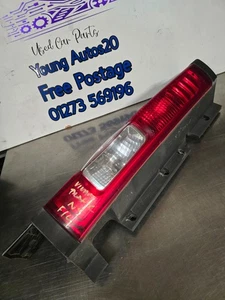 Used Car Parts
Young Autos20
Free Postage
01273 569196